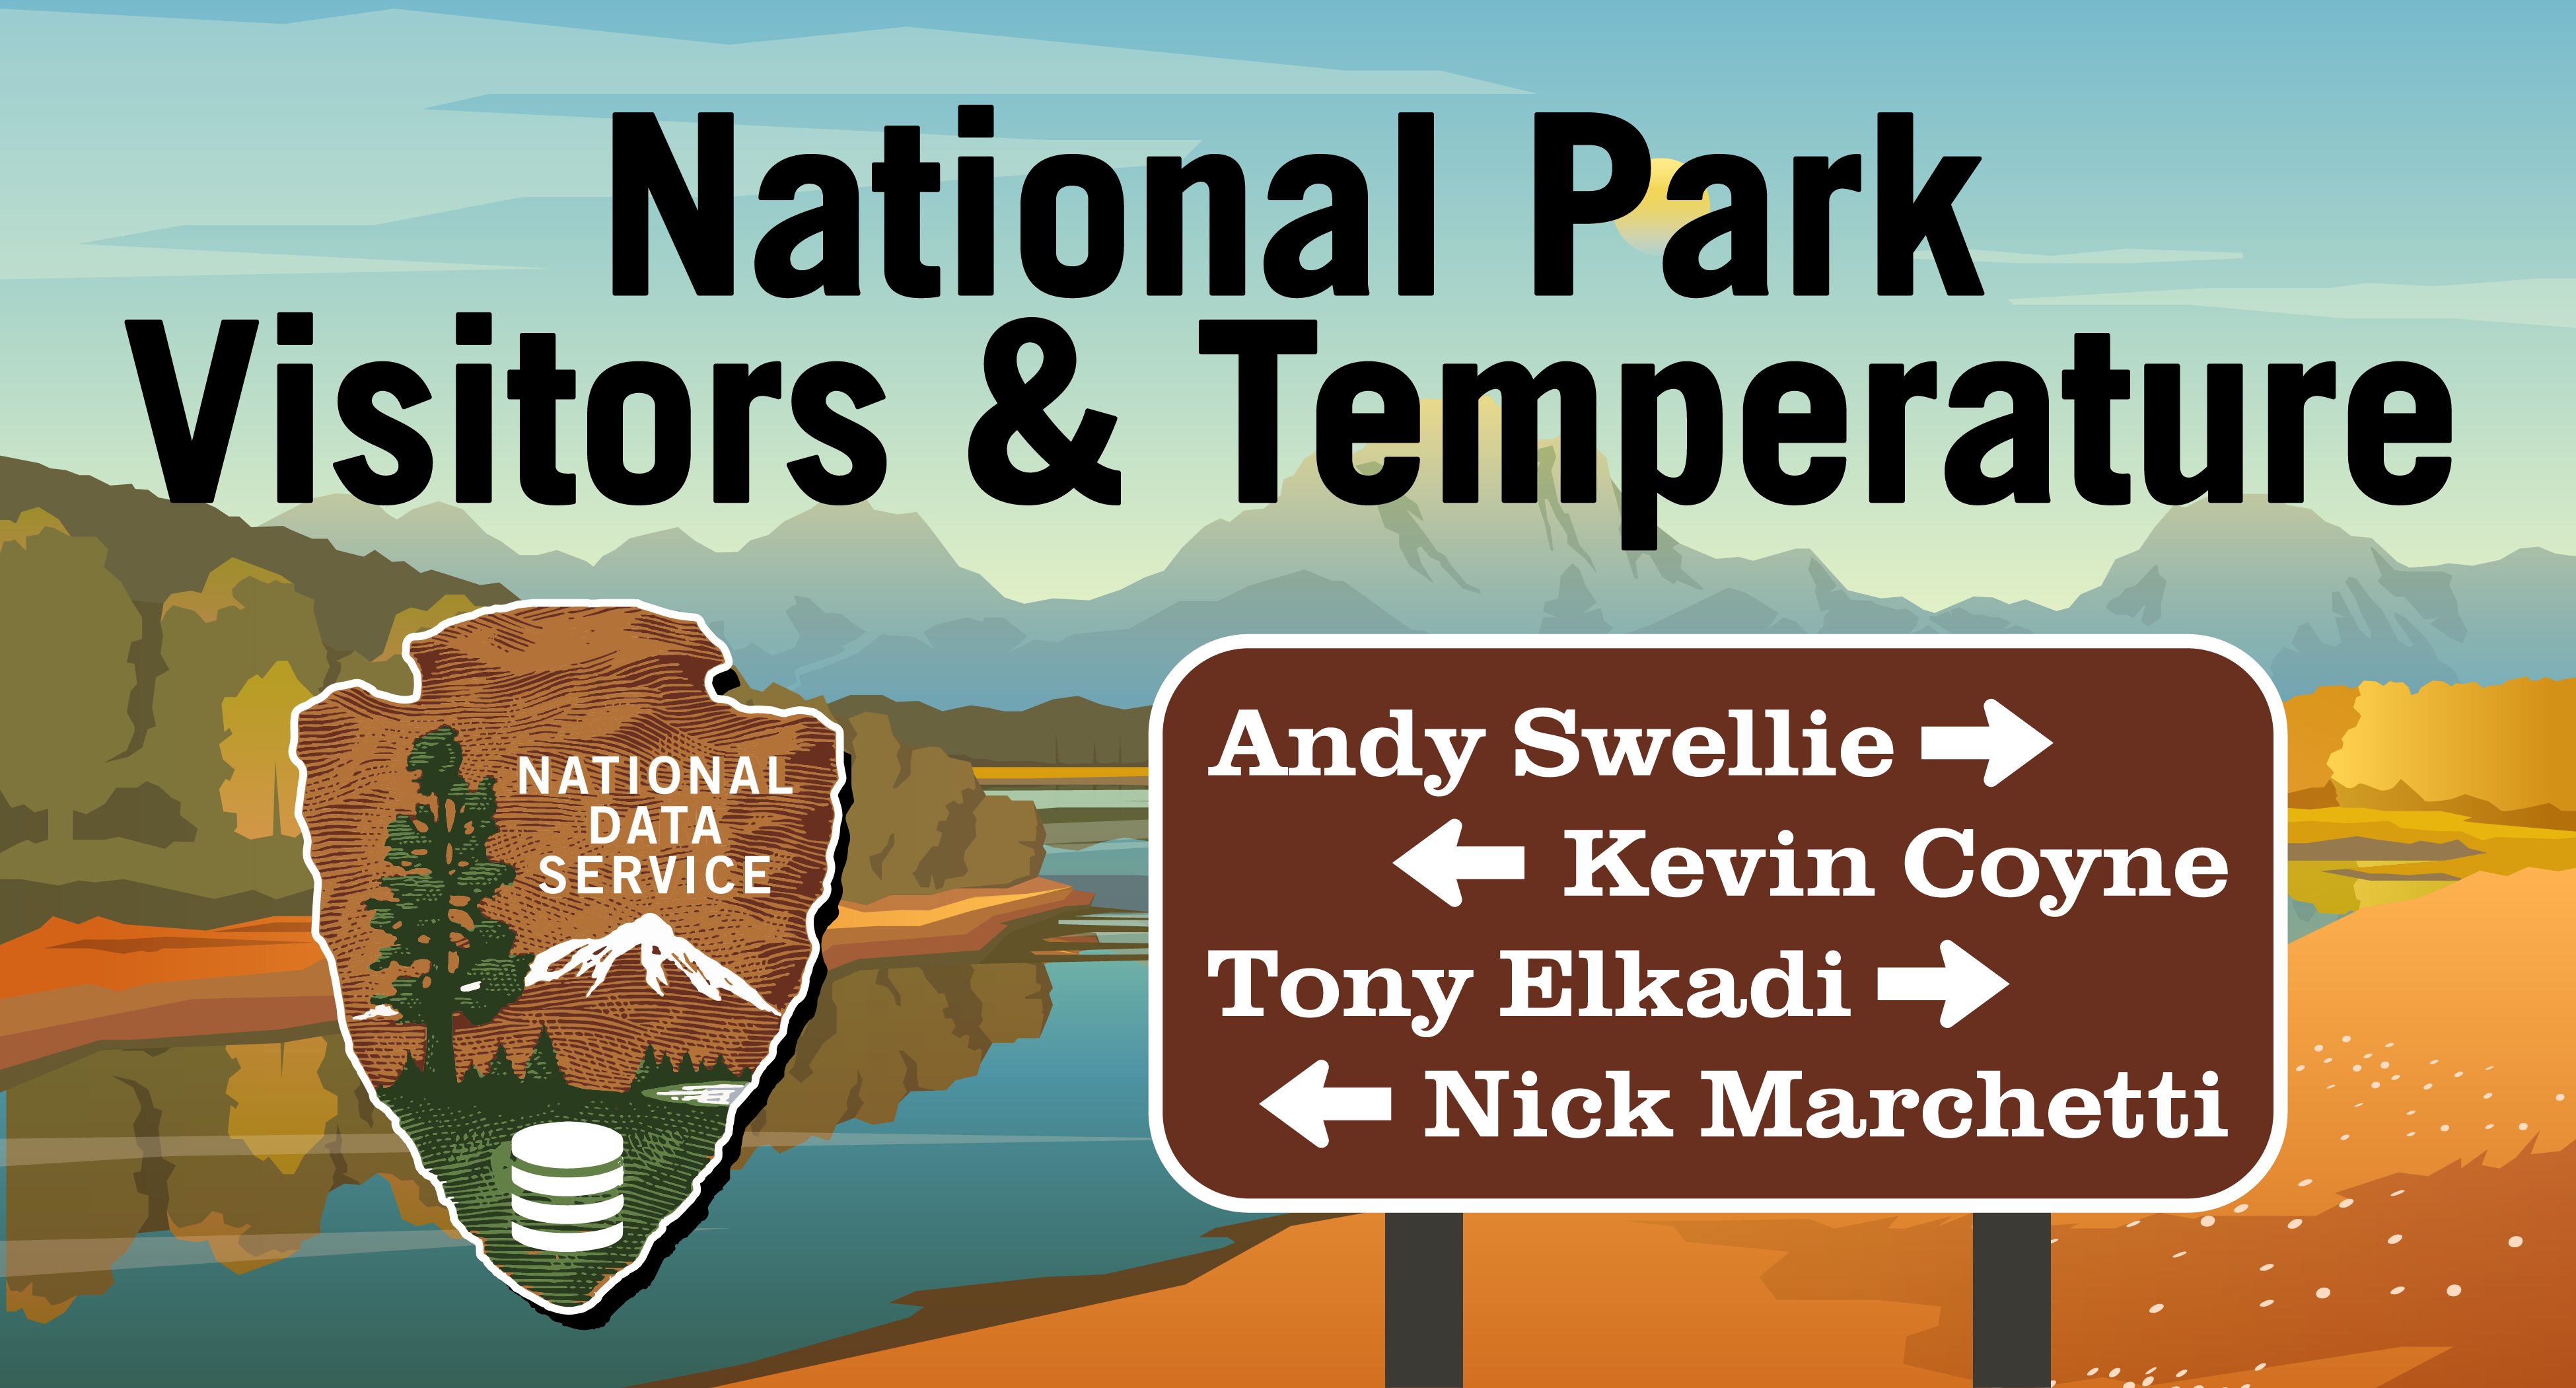 National Park
Visitors & Temperature
NATIONAL
DATA
SERVICE
Andy Swellie
Kevin Coyne
Tony Elkadi
Nick Marchetti